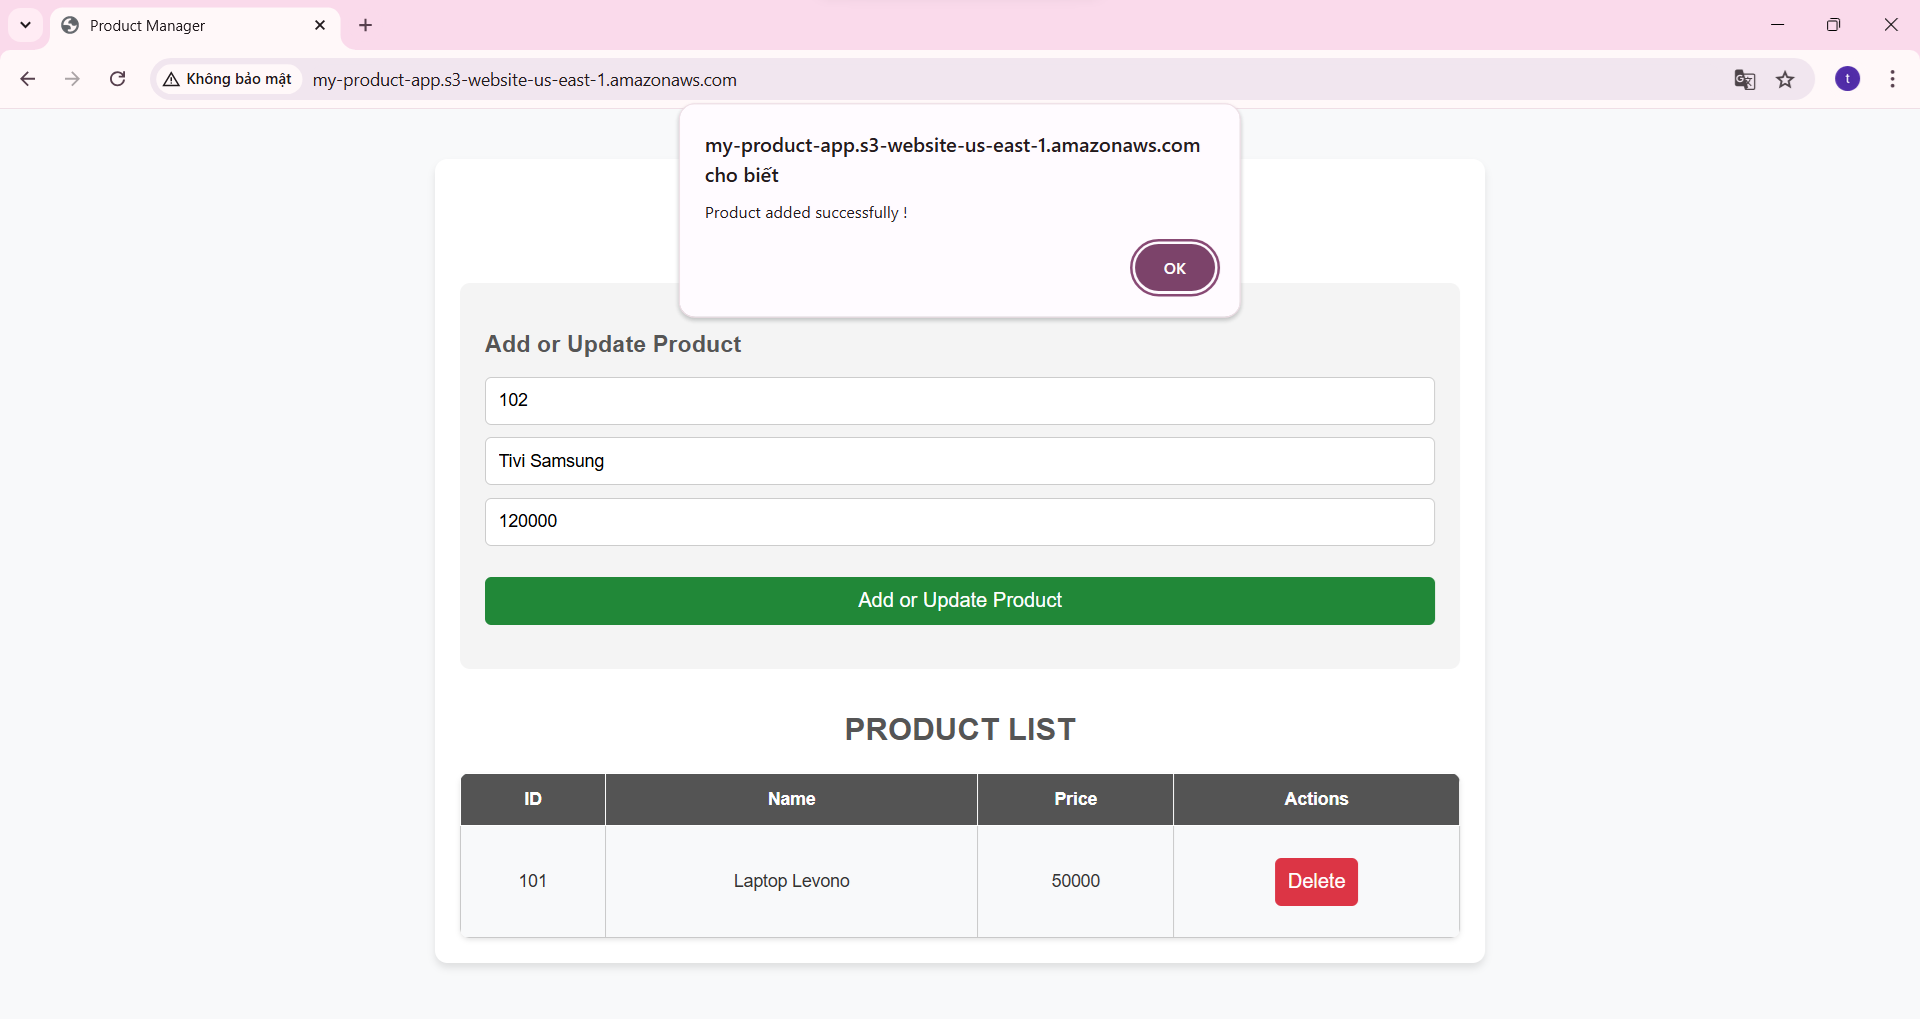 Product Manager
Không bảo mật
my-product-app.s3-website-us-east-1.amazonaws.com
t
my-product-app.s3-website-us-east-1.amazonaws.com
cho biết
Product added successfully !
OK
Add or Update Product
102
Tivi Samsung
120000
Add or Update Product
PRODUCT LIST
ID Name Price Actions
101 Laptop Levono 50000 Delete